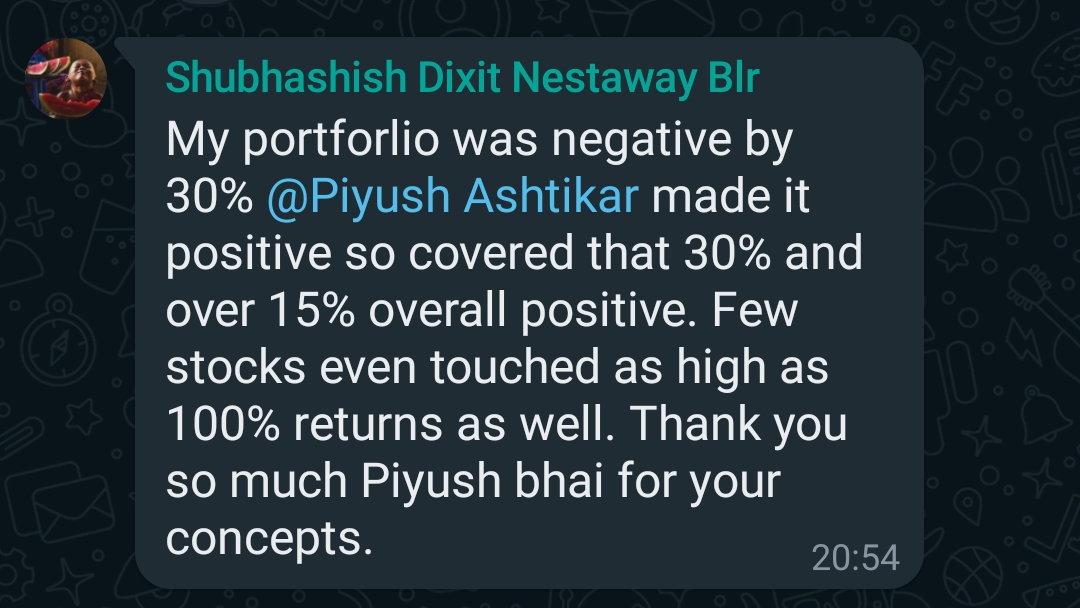 Shubhashish Dixit Nestaway Blr
My portforlio was negative by
30% @Piyush Ashtikar made it
positive so covered that 30% and
over 15% overall positive. Few
stocks even touched as high as
100% returns as well. Thank you
so much Piyush bhai for your
concepts.
20:54